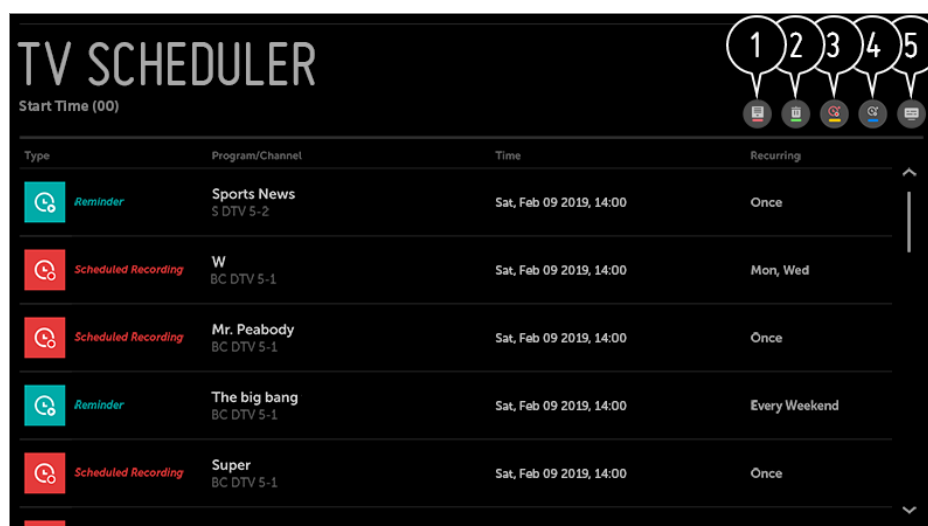 1 2 3 4 5
TV SCHEDULER
Start Time (00)
Type Program/Channel Time Recurring
Reminder Sports News Sat, Feb 09 2019, 14:00 Once
S DTV 5-2
Scheduled Recording W Sat, Feb 09 2019, 14:00 Mon, Wed
BC DTV 5-1
Scheduled Recording Mr. Peabody Sat, Feb 09 2019, 14:00 Once
BC DTV 5-1
Reminder The big bang Sat, Feb 09 2019, 14:00 Every Weekend
BC DTV 5-1
Scheduled Recording Super Sat, Feb 09 2019, 14:00 Once
BC DTV 5-1